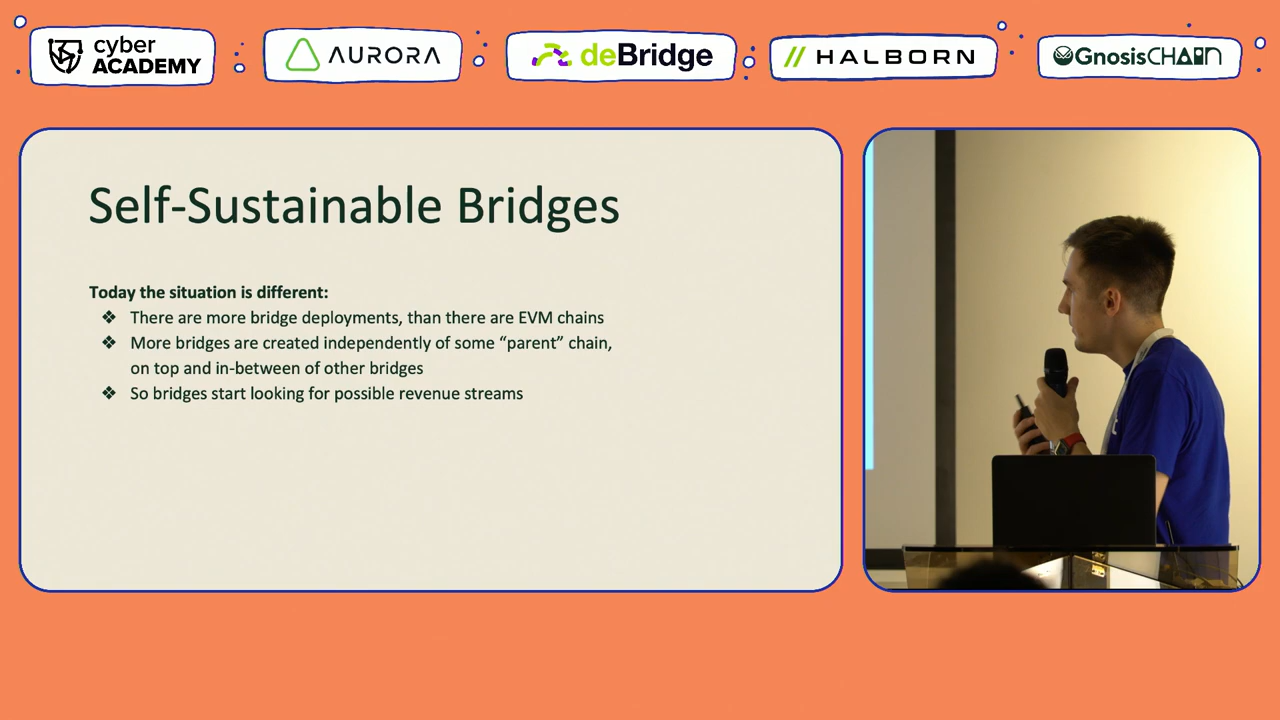 cyber
ACADEMY
AURORA
deBridge
HALBORN
GnosisCHAIN
Self-Sustainable Bridges
Today the situation is different:
❖ There are more bridge deployments, than there are EVM chains
❖ More bridges are created independently of some “parent” chain,
on top and in-between of other bridges
❖ So bridges start looking for possible revenue streams